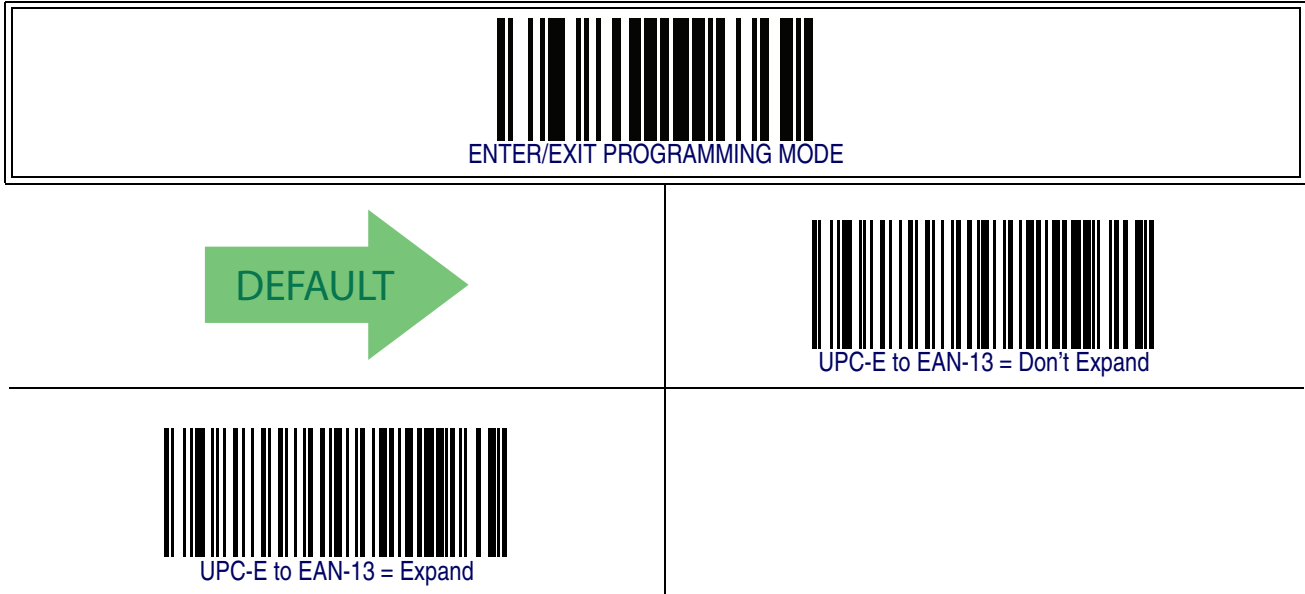 ENTER/EXIT PROGRAMMING MODE
DEFAULT
UPC-E to EAN-13 = Don't Expand
UPC-E to EAN-13 = Expand